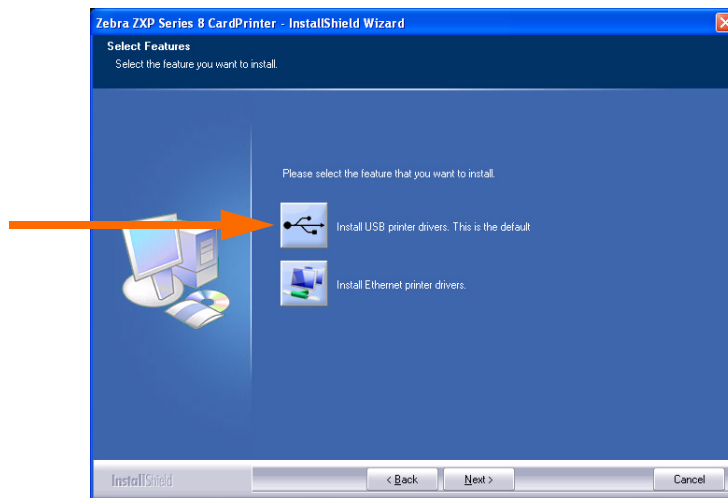 Zebra ZXP Series 8 CardPrinter - InstallShield Wizard
Select Features
Select the feature you want to install.
Please select the feature that you want to install.
Install USB printer drivers. This is the default
Install Ethernet printer drivers.
InstallShield
< Back
Next >
Cancel